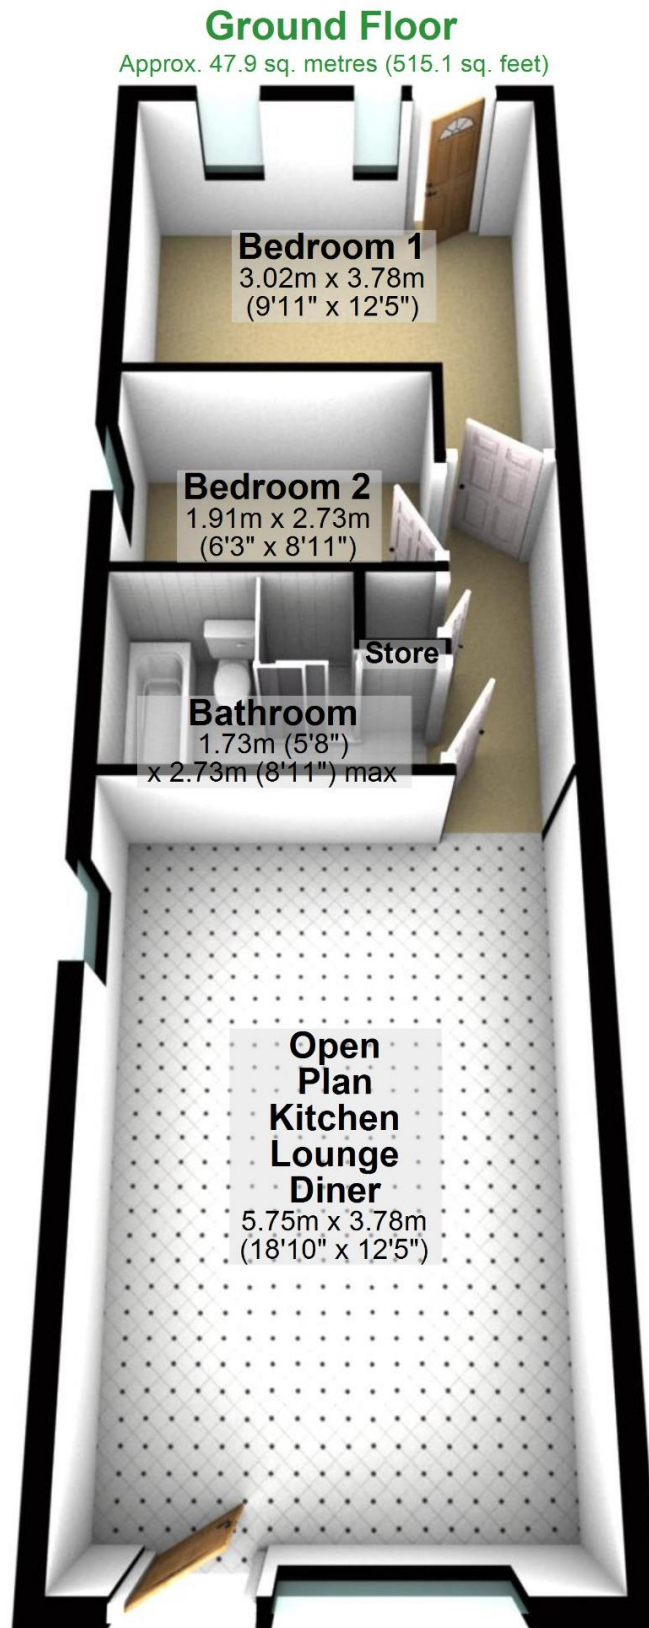 Ground Floor
Approx. 47.9 sq. metres (515.1 sq. feet)
Bedroom 1
3.02m x 3.78m
(9'11" x 12'5")
Bedroom 2
1.91m x 2.73m
(6'3" x 8'11")
Store
Bathroom
1.73m (5'8")
x 2.73m (8'11") max
Open
Plan
Kitchen
Lounge
Diner
5.75m x 3.78m
(18'10" x 12'5")